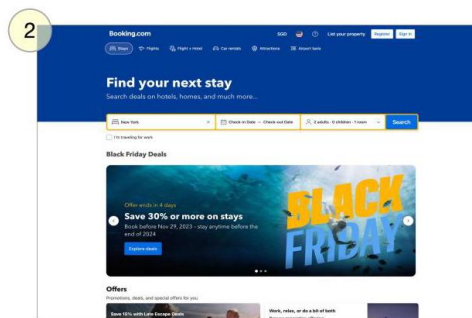 2
Booking.com
SGD
List your property
Register
Sign in
Stays
Flights
Flight + Hotel
Car rentals
Attractions
Airport taxis
Find your next stay
Search deals on hotels, homes, and much more...
New York
Check-in Date — Check-out Date
2 adults · 0 children · 1 room
Search
I'm traveling for work
Black Friday Deals
Offer ends in 4 days
Save 30% or more on stays
Book before Nov 29, 2023 - stay anytime before the
end of 2024
Explore deals
BLACK
FRIDAY
Offers
Promotions, deals, and special offers for you
Save 15% with Late Escape Deals
Work, relax, or do a bit of both